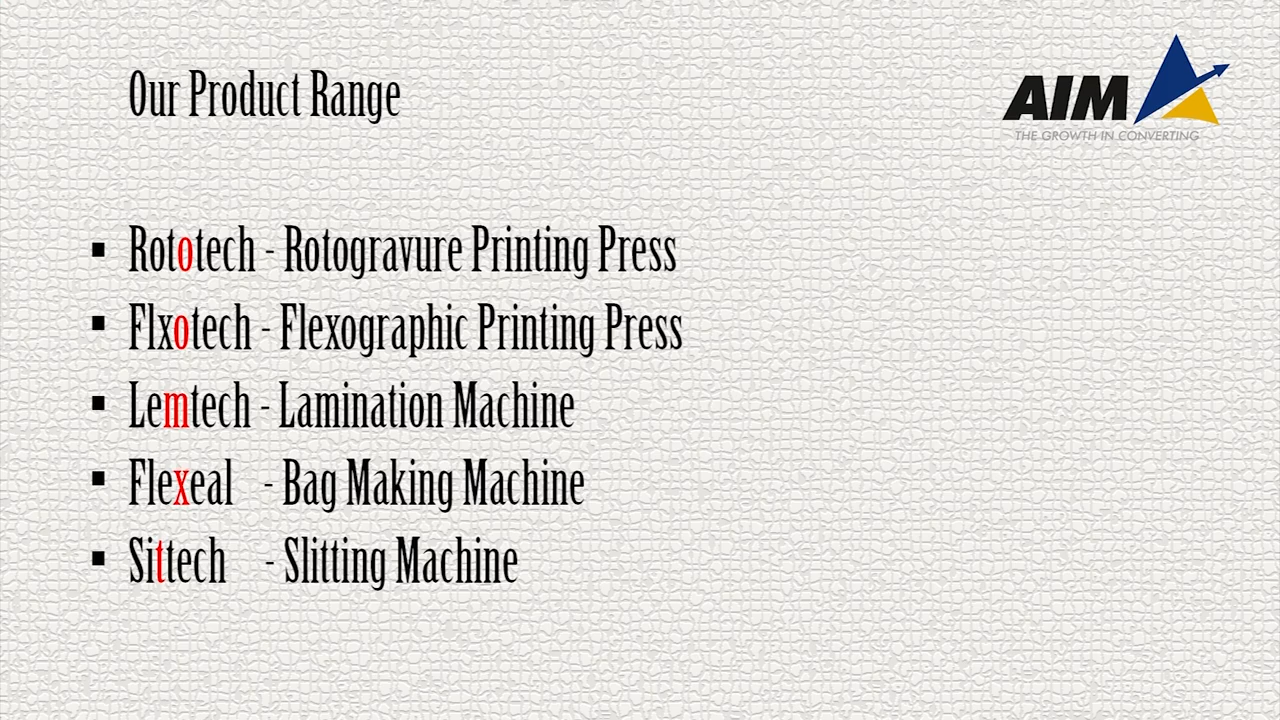 Our Product Range
AIM
THE GROWTH IN CONVERTING
▪ Rototech - Rotogravure Printing Press
▪ Flxotech - Flexographic Printing Press
▪ Lemtech - Lamination Machine
▪ Flexeal - Bag Making Machine
▪ Sittech - Slitting Machine